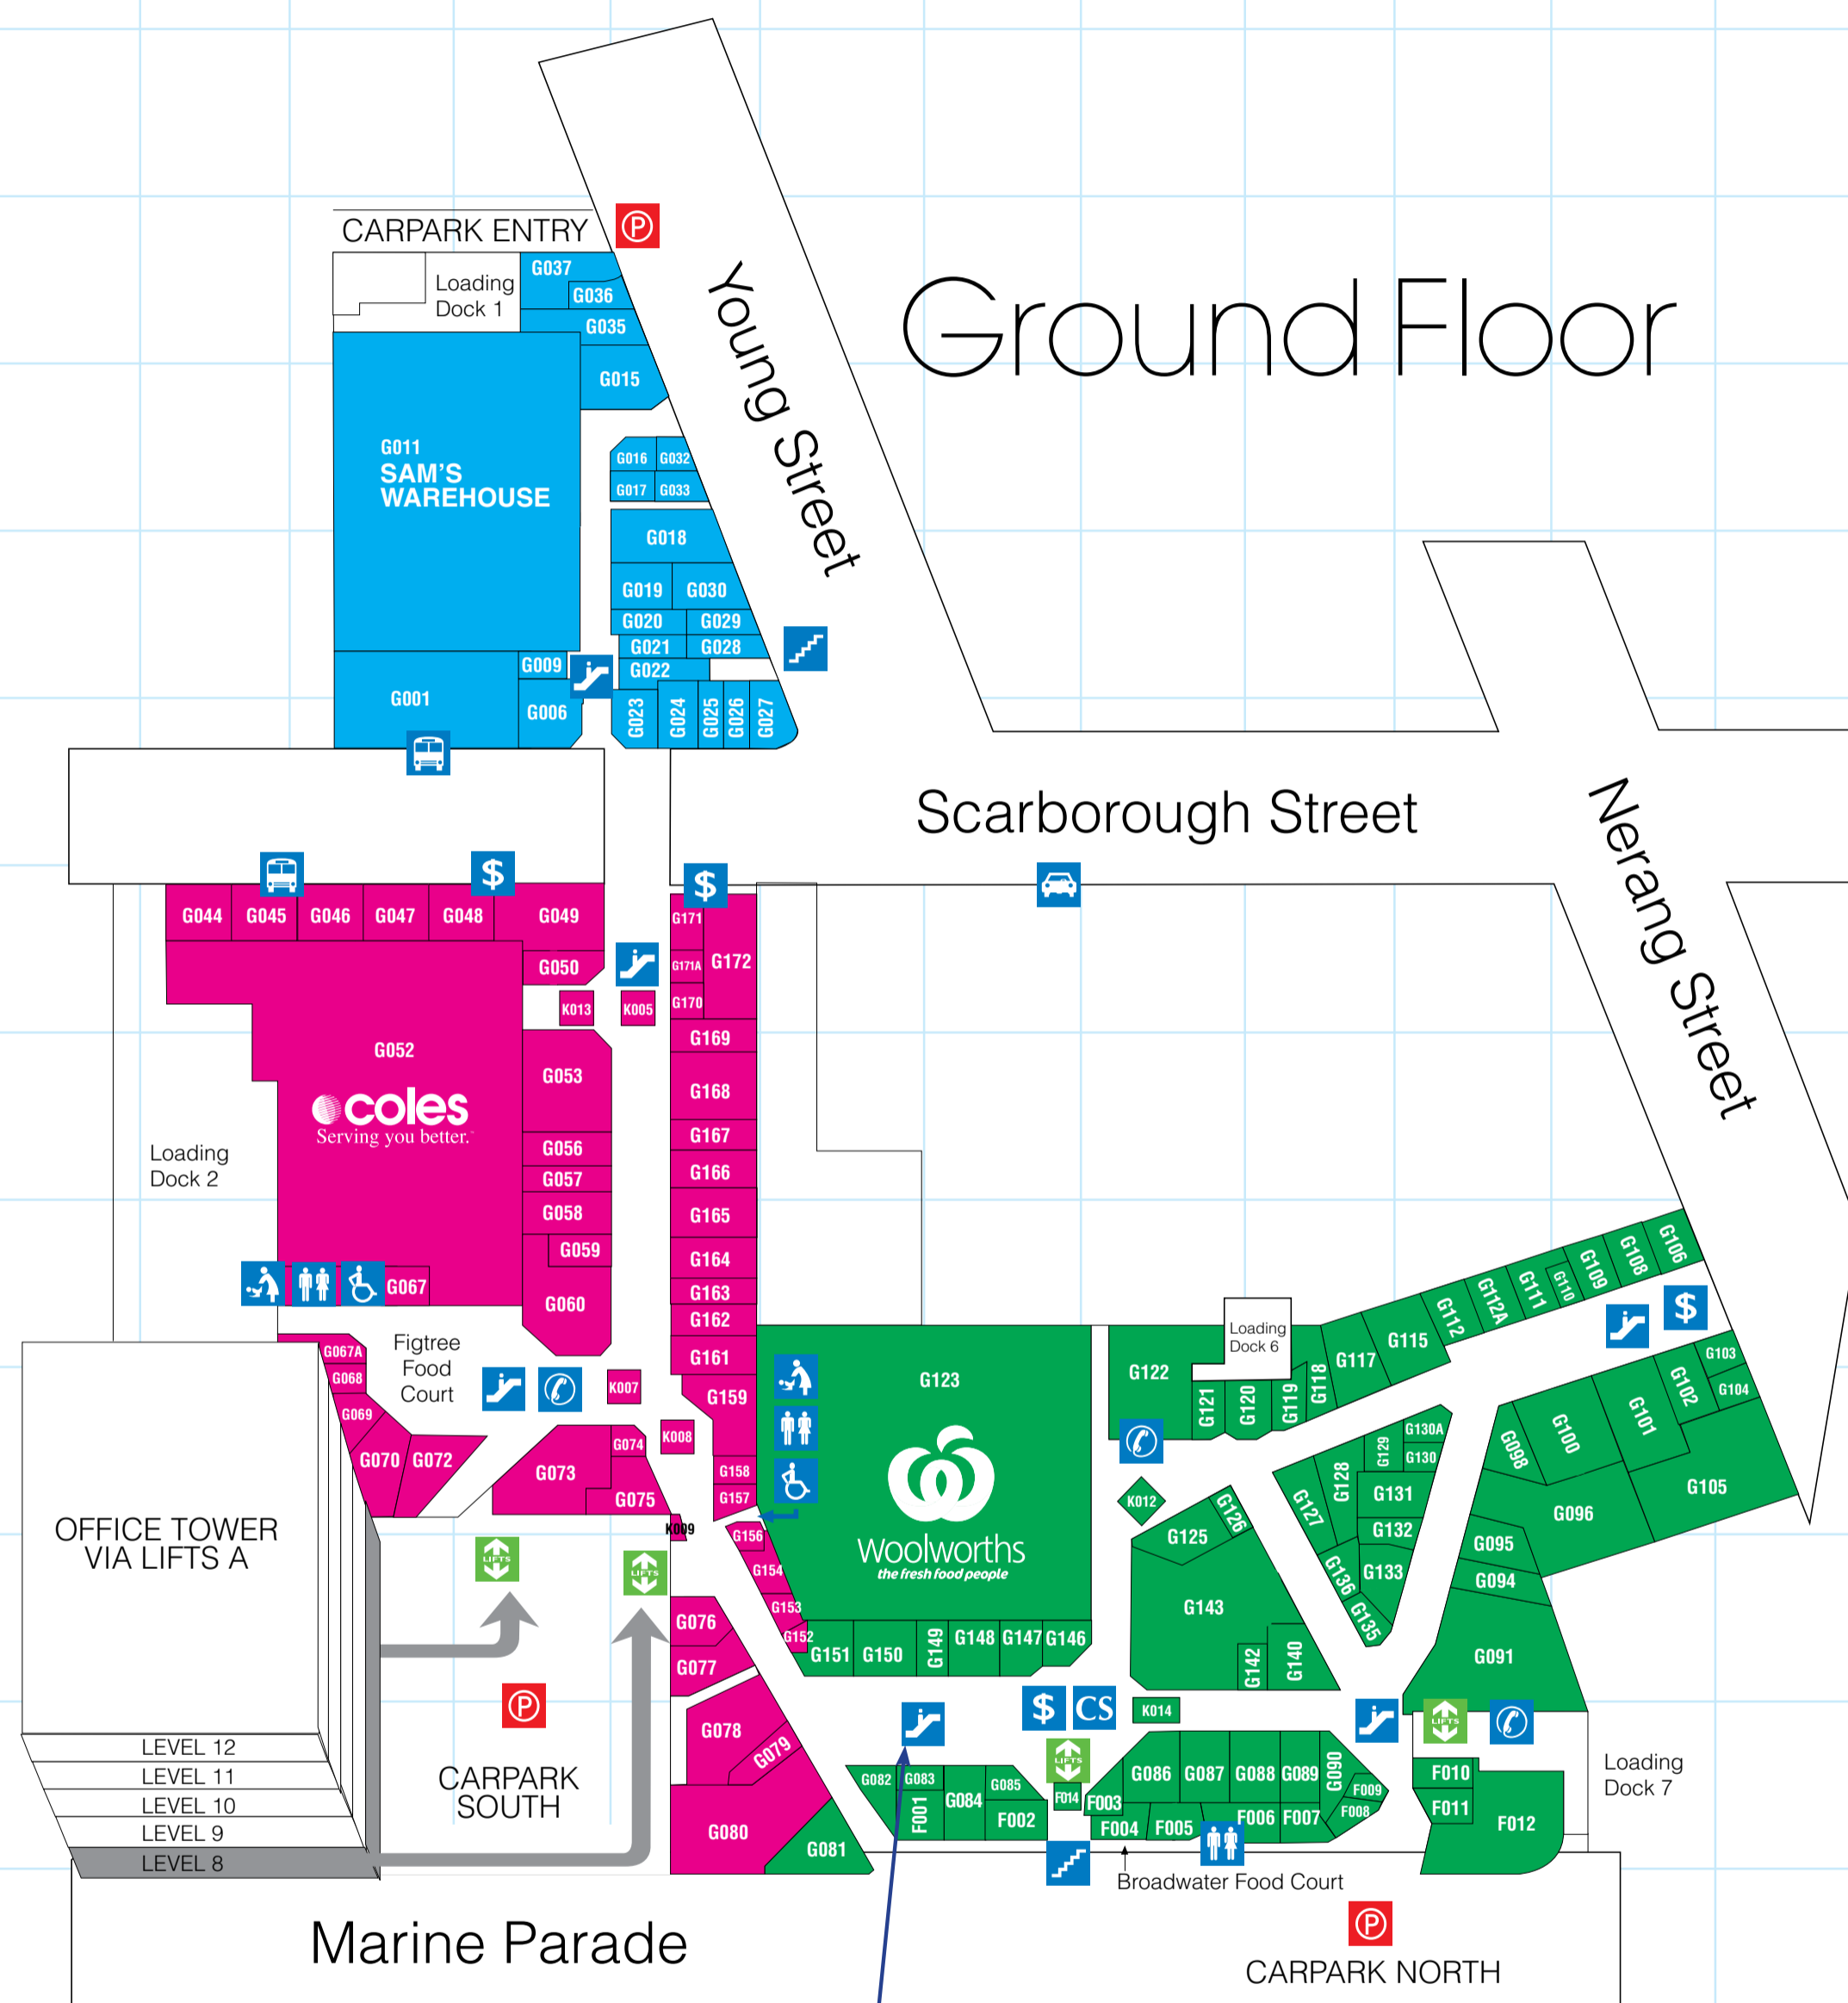 CARPARK ENTRY
P
Loading
Dock 1
G037
G036
G035
G015
Young Street
Ground Floor
G011
SAM'S
WAREHOUSE
G016
G032
G017
G033
G018
G019
G030
G020
G029
G021
G028
G022
G009
G001
G006
G023
G024
G025
G026
G027
Scarborough Street
Nerang Street
$
$
G044
G045
G046
G047
G048
G049
G050
K013
K005
G171
G171A
G170
G172
G169
G052
coles
Serving you better.
G053
G168
Loading
Dock 2
G056
G167
G057
G166
G058
G165
G059
G164
G067
G060
G163
G162
G161
G067A
G068
G069
G070
G072
Figtree
Food
Court
K007
G159
K008
G074
G073
G075
G158
G157
K009
G156
G154
G153
G152
G123
Woolworths
the fresh food people
G151
G150
G149
G148
G147
G146
G122
Loading
Dock 6
G121
G120
G119
G118
G117
G115
G112
G112A
G111
G110
G109
G108
G106
$
G103
G104
G102
G101
G100
G098
G105
G096
G095
G094
G091
K012
G125
G126
G143
G142
G140
G127
G128
G129
G130A
G130
G131
G132
G133
G136
G135
OFFICE TOWER
VIA LIFTS A
LIFTS
LIFTS
G076
G077
G078
G079
G080
G081
P
CARPARK
SOUTH
LEVEL 12
LEVEL 11
LEVEL 10
LEVEL 9
LEVEL 8
$
CS
K014
LIFTS
LIFTS
G082
G083
F001
G084
G085
F002
F014
F003
G086
G087
G088
G089
G090
F009
F008
F004
F005
F006
F007
F010
F011
F012
Loading
Dock 7
Broadwater Food Court
Marine Parade
P
CARPARK NORTH